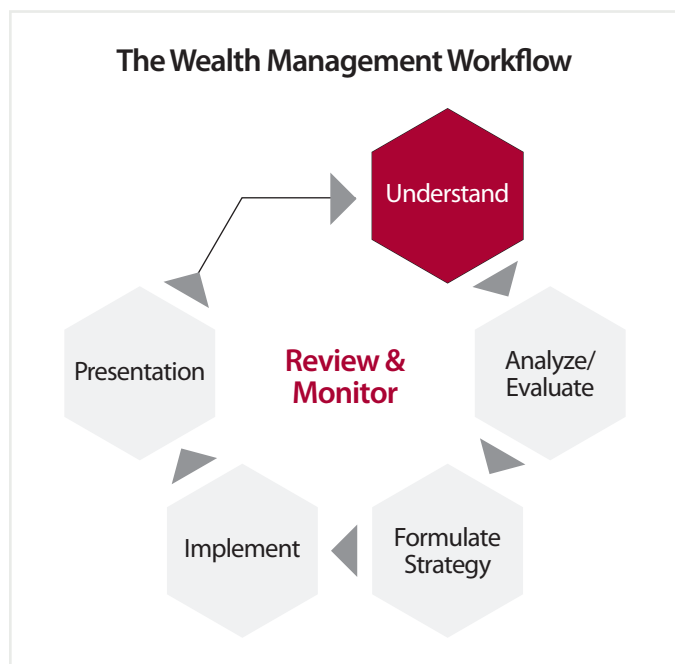 The Wealth Management Workflow
Understand
Analyze/
Evaluate
Formulate
Strategy
Implement
Presentation
Review &
Monitor